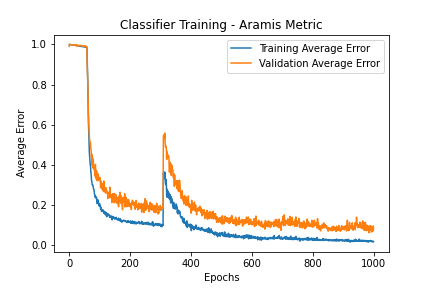 Classifier Training - Aramis Metric
Training Average Error
Validation Average Error
Average Error
1.0
0.8
0.6
0.4
0.2
0.0
0 200 400 600 800 1000
Epochs